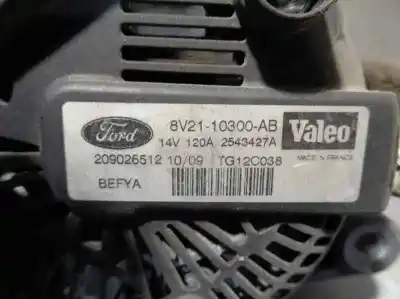 Ford 8V21-10300-AB Valeo
14V 120A 2543427A MADE IN FRANCE
209026512 10/09 TG12C038
BEFYA